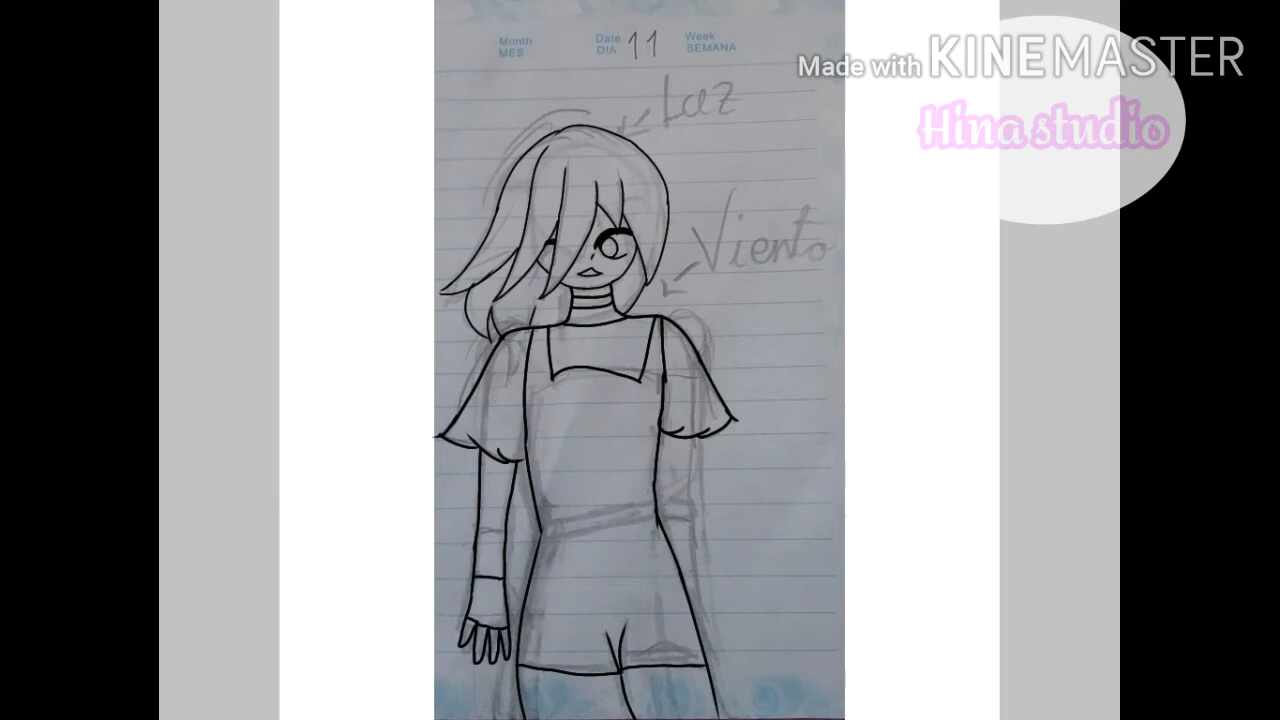 Month
MES
Date
DIA 11
Week
SEMANA
Made with KINEMASTER
Hina studio
Luz
Viento